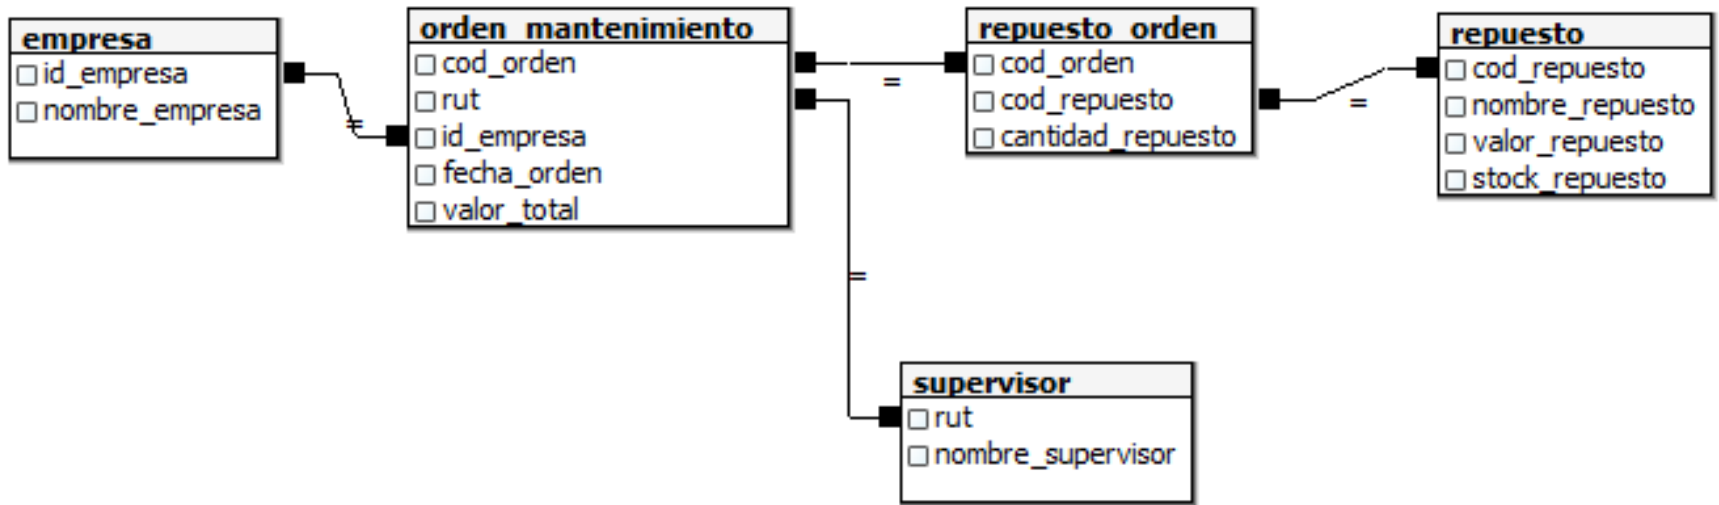 empresa
id_empresa
nombre_empresa
orden_mantenimiento
cod_orden
rut
id_empresa
fecha_orden
valor_total
repuesto_orden
cod_orden
cod_repuesto
cantidad_repuesto
repuesto
cod_repuesto
nombre_repuesto
valor_repuesto
stock_repuesto
=
=
=
=
supervisor
rut
nombre_supervisor